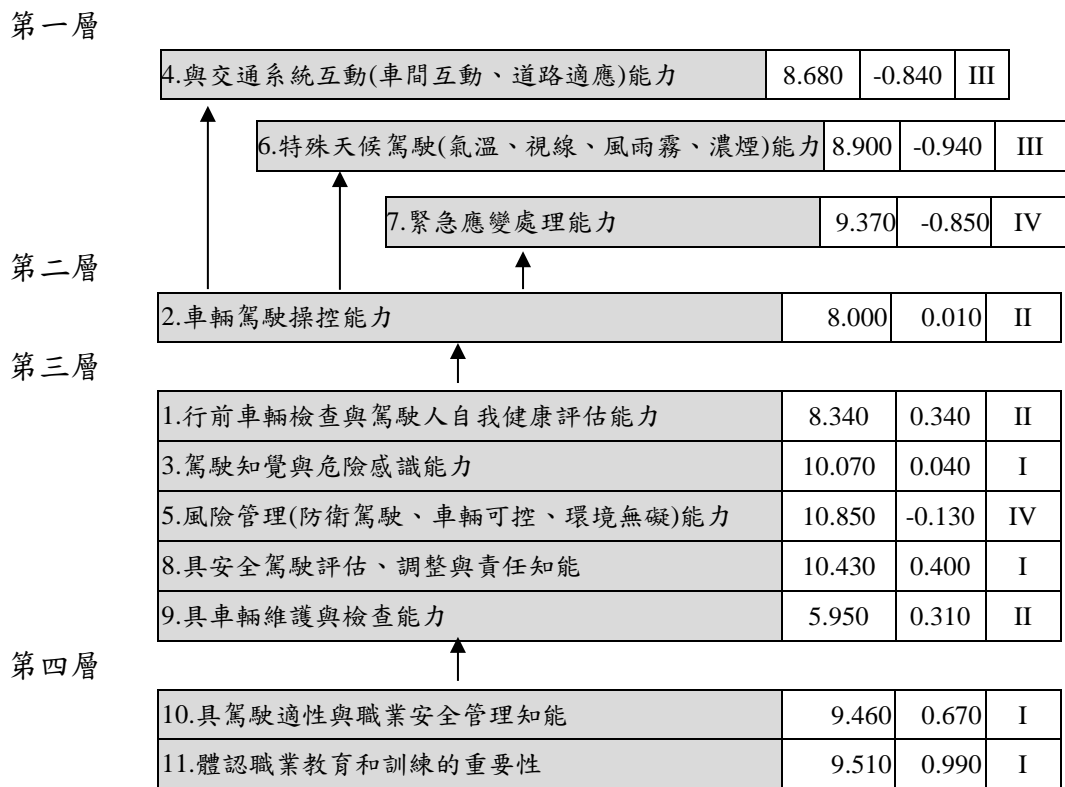 第一層
4.與交通系統互動(車間互動、道路適應)能力 8.680 -0.840 III
6.特殊天候駕駛(氣溫、視線、風雨霧、濃煙)能力 8.900 -0.940 III
7.緊急應變處理能力 9.370 -0.850 IV
第二層
2.車輛駕駛操控能力 8.000 0.010 II
第三層
1.行前車輛檢查與駕駛人自我健康評估能力 8.340 0.340 II
3.駕駛知覺與危險感識能力 10.070 0.040 I
5.風險管理(防衛駕駛、車輛可控、環境無礙)能力 10.850 -0.130 IV
8.具安全駕駛評估、調整與責任知能 10.430 0.400 I
9.具車輛維護與檢查能力 5.950 0.310 II
第四層
10.具駕駛適性與職業安全管理知能 9.460 0.670 I
11.體認職業教育和訓練的重要性 9.510 0.990 I